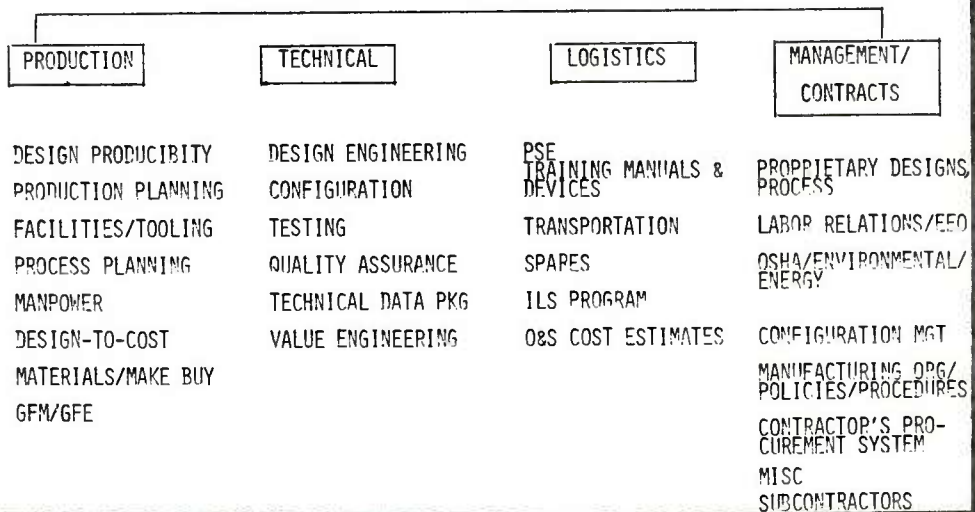 PRODUCTION
TECHNICAL
LOGISTICS
MANAGEMENT/
CONTRACTS
DESIGN PRODUCIBITY
PRODUCTION PLANNING
FACILITIES/TOOLING
PROCESS PLANNING
MANPOWER
DESIGN-TO-COST
MATERIALS/MAKE BUY
GFM/GFE
DESIGN ENGINEERING
CONFIGURATION
TESTING
QUALITY ASSURANCE
TECHNICAL DATA PKG
VALUE ENGINEERING
PSE
TRAINING MANUALS &
DEVICES
TRANSPORTATION
SPARES
ILS PROGRAM
O&S COST ESTIMATES
PROPRIETARY DESIGNS,
PROCESS
LABOR RELATIONS/EEO
OSHA/ENVIRONMENTAL/
ENERGY
CONFIGURATION MGT
MANUFACTURING ORG/
POLICIES/PROCEDURES
CONTRACTOR'S PRO-
CUREMENT SYSTEM
MISC
SUBCONTRACTORS